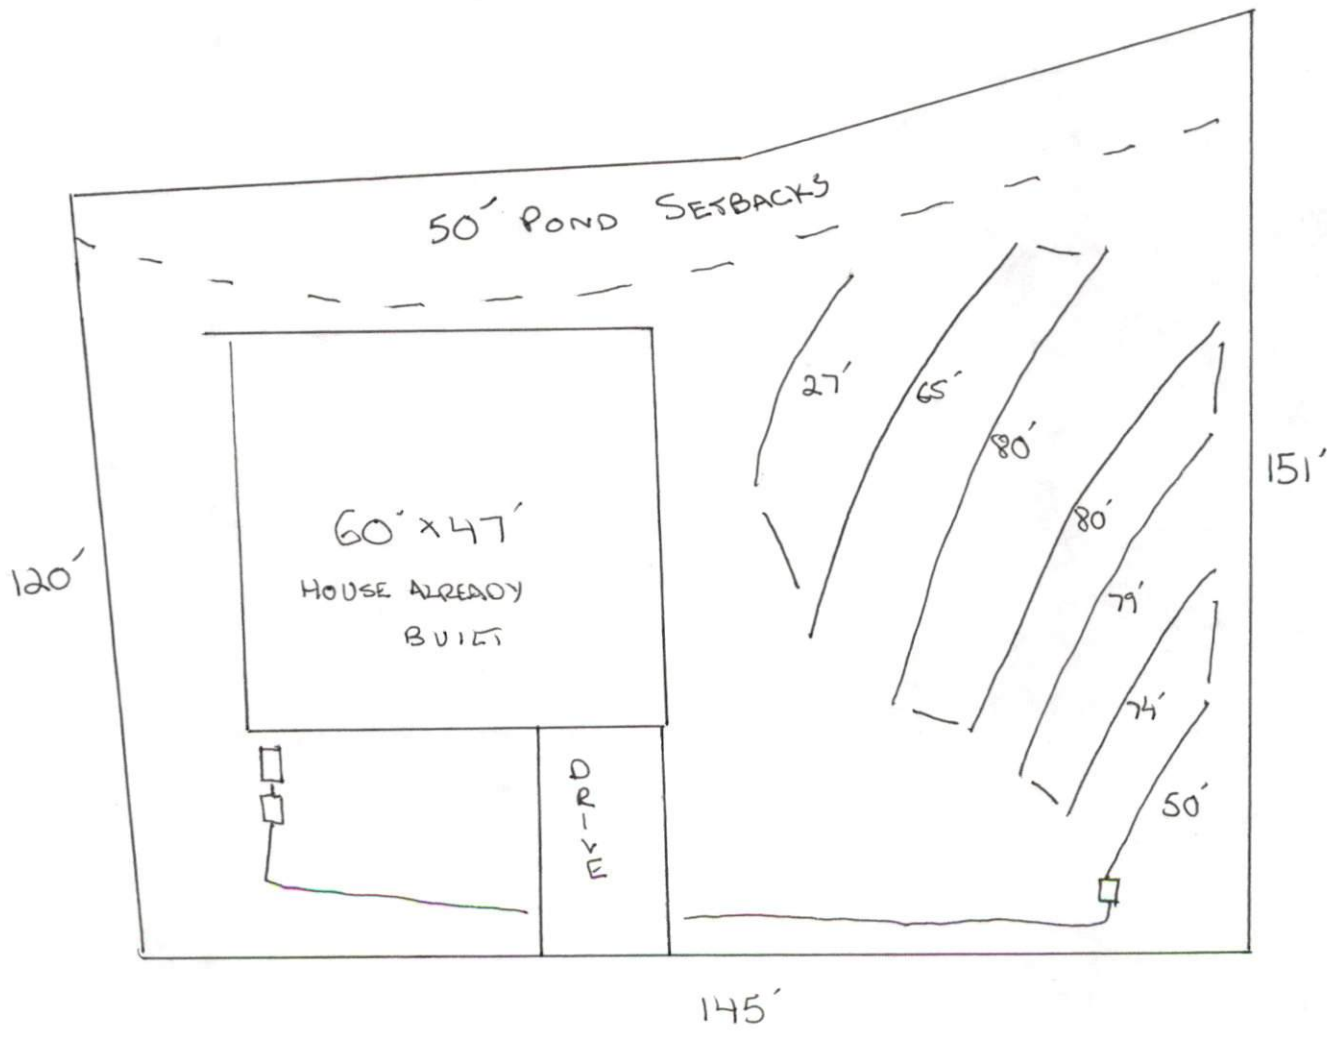 50' POND SETBACKS
27'
65'
80'
80'
79'
74'
50'
151'
120'
60' x 47'
HOUSE ALREADY
BUILT
DRIVE
145'